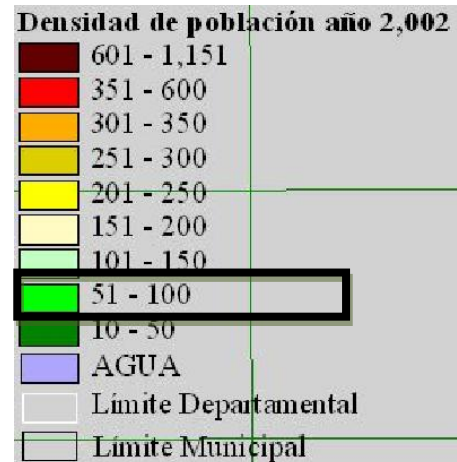 Densidad de población año 2,002
601 - 1,151
351 - 600
301 - 350
251 - 300
201 - 250
151 - 200
101 - 150
51 - 100
10 - 50
AGUA
Límite Departamental
Límite Municipal